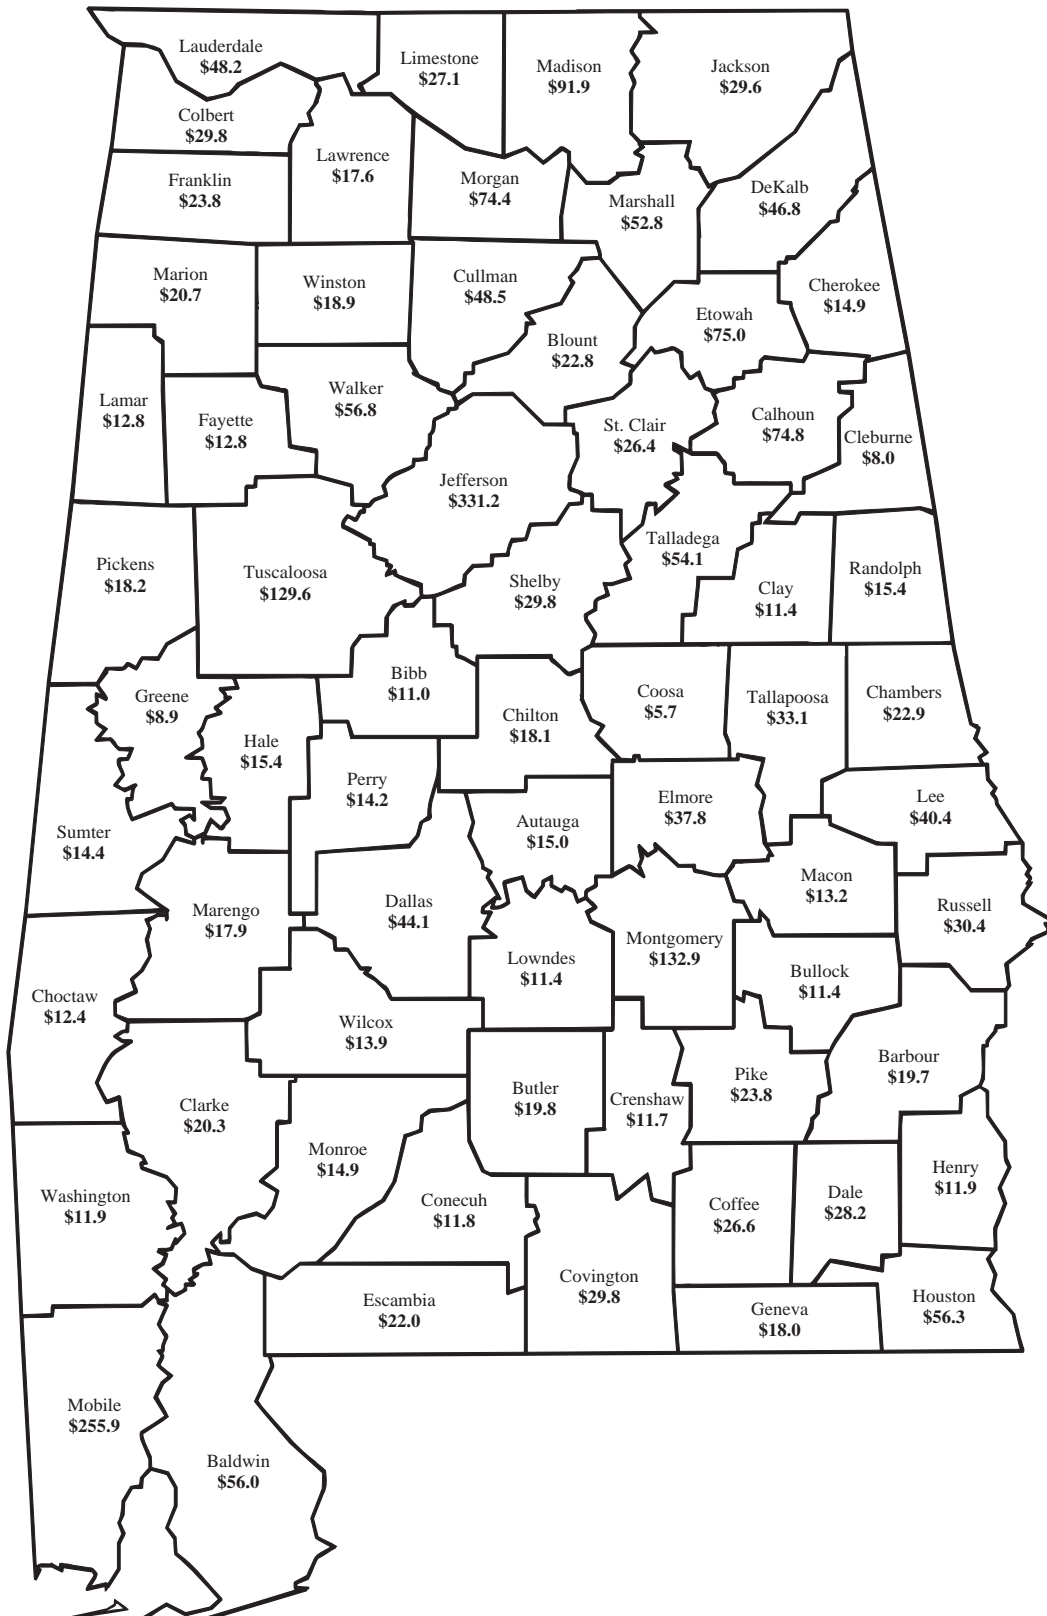 Lauderdale
$48.2
Limestone
$27.1
Madison
$91.9
Jackson
$29.6
Colbert
$29.8
Lawrence
$17.6
Franklin
$23.8
Morgan
$74.4
Marshall
$52.8
DeKalb
$46.8
Marion
$20.7
Winston
$18.9
Cullman
$48.5
Cherokee
$14.9
Etowah
$75.0
Blount
$22.8
Walker
$56.8
Lamar
$12.8
Fayette
$12.8
St. Clair
$26.4
Calhoun
$74.8
Cleburne
$8.0
Jefferson
$331.2
Talladega
$54.1
Pickens
$18.2
Tuscaloosa
$129.6
Shelby
$29.8
Clay
$11.4
Randolph
$15.4
Bibb
$11.0
Greene
$8.9
Coosa
$5.7
Tallapoosa
$33.1
Chambers
$22.9
Chilton
$18.1
Hale
$15.4
Perry
$14.2
Elmore
$37.8
Lee
$40.4
Autauga
$15.0
Sumter
$14.4
Macon
$13.2
Dallas
$44.1
Marengo
$17.9
Russell
$30.4
Montgomery
$132.9
Lowndes
$11.4
Bullock
$11.4
Choctaw
$12.4
Wilcox
$13.9
Barbour
$19.7
Pike
$23.8
Butler
$19.8
Crenshaw
$11.7
Clarke
$20.3
Monroe
$14.9
Henry
$11.9
Washington
$11.9
Conecuh
$11.8
Coffee
$26.6
Dale
$28.2
Covington
$29.8
Escambia
$22.0
Geneva
$18.0
Houston
$56.3
Mobile
$255.9
Baldwin
$56.0